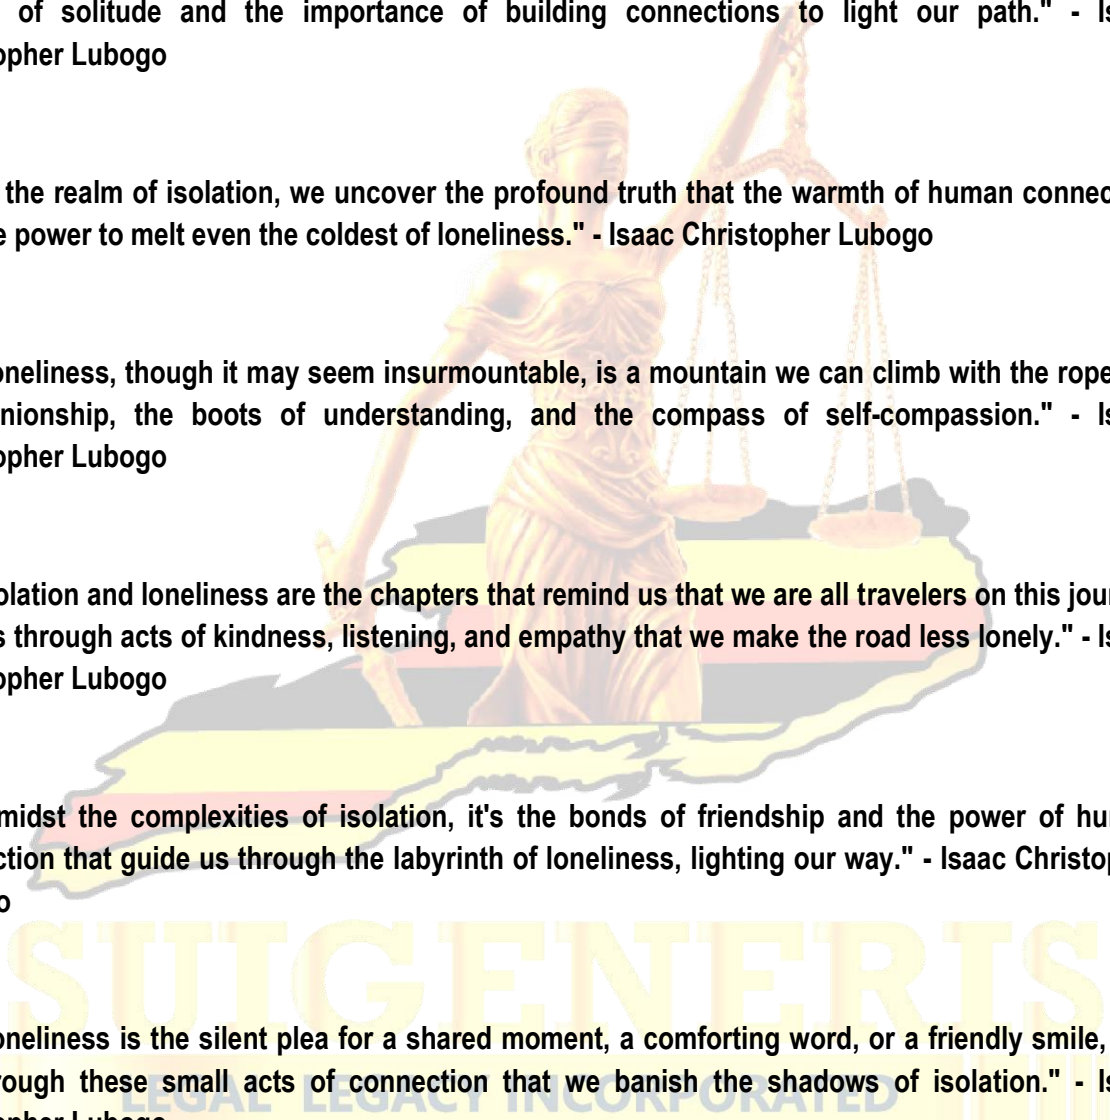 of solitude and the importance of building connections to light our path." - Is
opher Lubogo
the realm of isolation, we uncover the profound truth that the warmth of human connec
e power to melt even the coldest of loneliness." - Isaac Christopher Lubogo
oneliness, though it may seem insurmountable, is a mountain we can climb with the rope
nionship, the boots of understanding, and the compass of self-compassion." - Is
opher Lubogo
olation and loneliness are the chapters that remind us that we are all travelers on this jour
s through acts of kindness, listening, and empathy that we make the road less lonely." - Is
opher Lubogo
midst the complexities of isolation, it's the bonds of friendship and the power of hu
ction that guide us through the labyrinth of loneliness, lighting our way." - Isaac Christop
o
SUIGENERIS
oneliness is the silent plea for a shared moment, a comforting word, or a friendly smile,
rough these small acts of connection that we banish the shadows of isolation." - Is
LEGAL LEGACY INCORPORATED
opher Lubogo